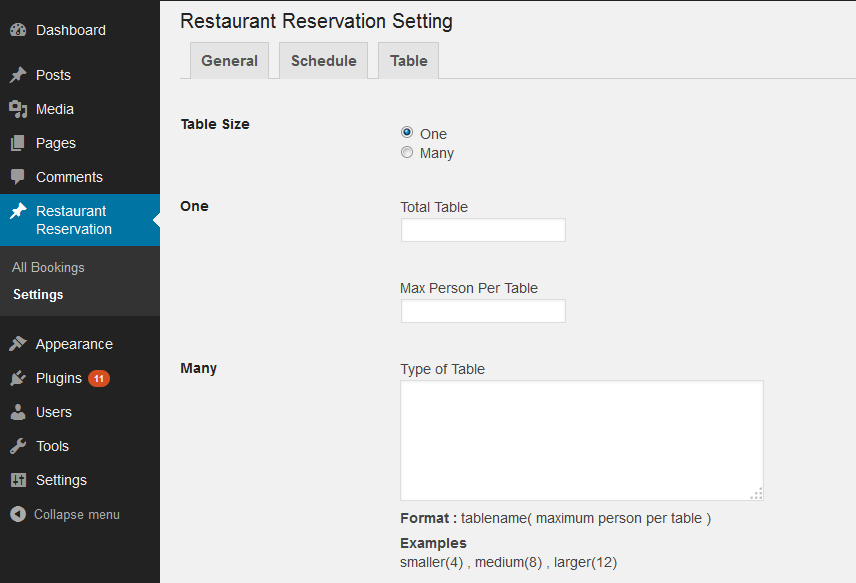 Dashboard
Posts
Media
Pages
Comments
Restaurant
Reservation
All Bookings
Settings
Appearance
Plugins 11
Users
Tools
Settings
Collapse menu
Restaurant Reservation Setting
General Schedule Table
Table Size
One
Many
One
Total Table
Max Person Per Table
Many
Type of Table
Format : tablename( maximum person per table )
Examples
smaller(4) , medium(8) , larger(12)